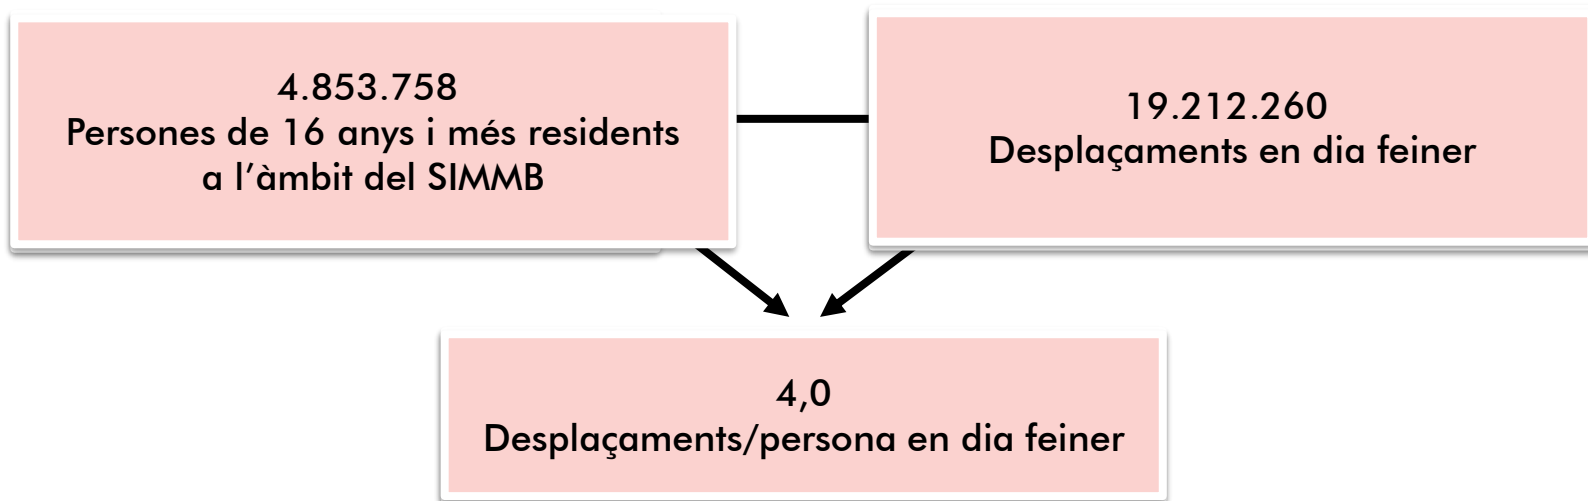 4.853.758
Persones de 16 anys i més residents
a l’àmbit del SIMMB
19.212.260
Desplaçaments en dia feiner
4,0
Desplaçaments/persona en dia feiner